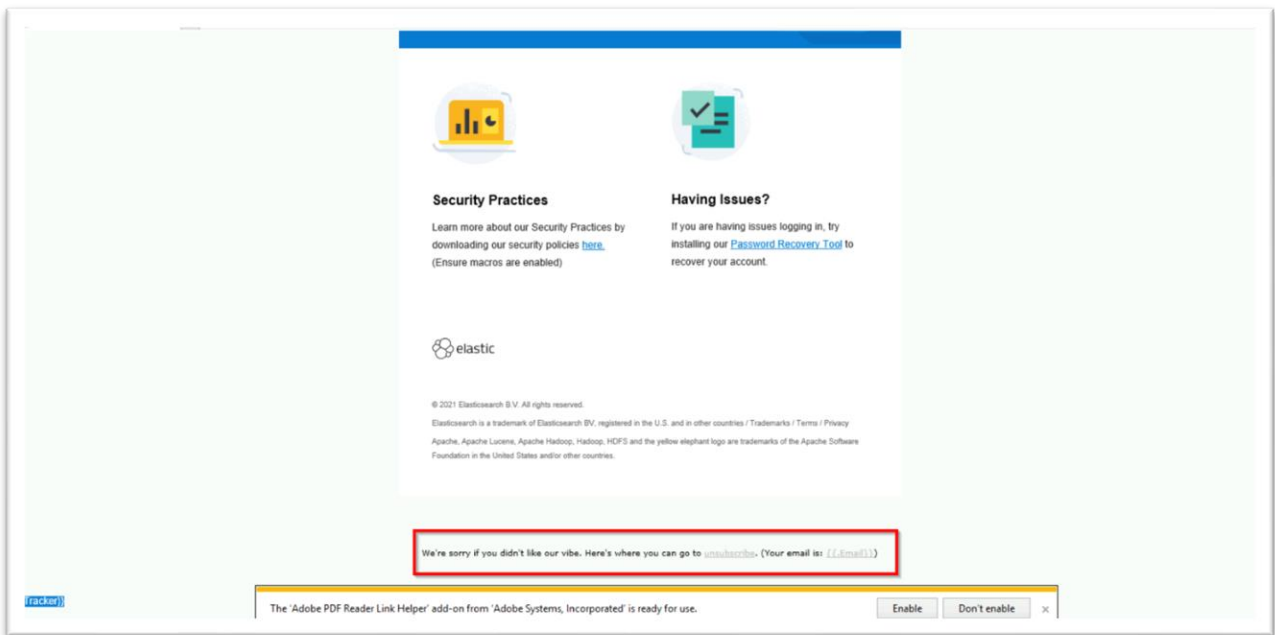 Security Practices
Learn more about our Security Practices by
downloading our security policies here.
(Ensure macros are enabled)
Having Issues?
If you are having issues logging in, try
installing our Password Recovery Tool to
recover your account.
elastic
© 2021 Elasticsearch B.V. All rights reserved.
Elasticsearch is a trademark of Elasticsearch BV, registered in the U.S. and in other countries / Trademarks / Terms / Privacy
Apache, Apache Lucene, Apache Hadoop, Hadoop, HDFS and the yellow elephant logo are trademarks of the Apache Software
Foundation in the United States and/or other countries.
We're sorry if you didn't like our vibe. Here's where you can go to unsubscribe. (Your email is: {{.Email}})
Tracker}}
The 'Adobe PDF Reader Link Helper' add-on from 'Adobe Systems, Incorporated' is ready for use.
Enable
Don't enable
×